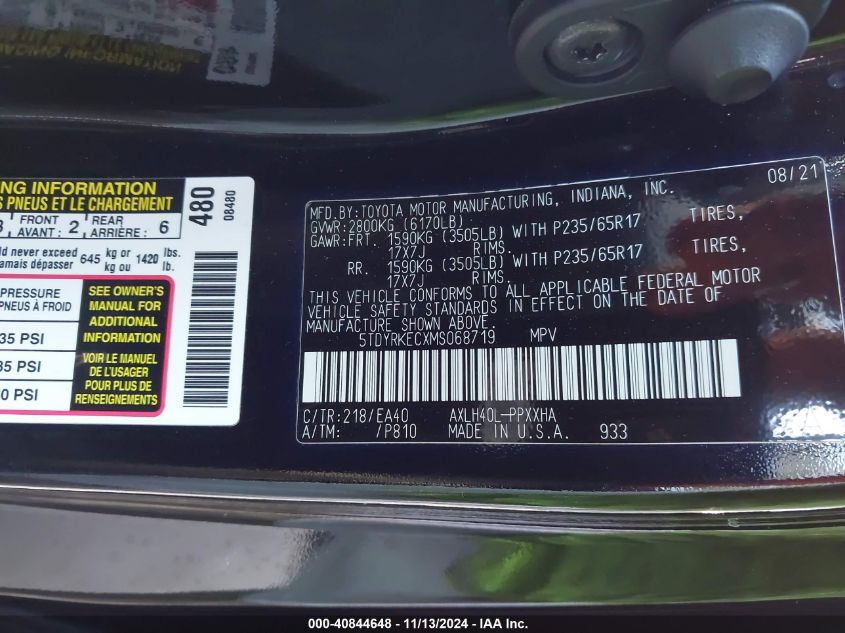 NG INFORMATION
S PNEUS ET LE CHARGEMENT
FRONT 2 REAR 6
AVANT : ARRIÈRE :
ld never exceed 645 kg or 1420 lbs.
jamais dépasser kg ou lb.
480
08480
PRESSURE
PNEUS À FROID
35 PSI
35 PSI
0 PSI
SEE OWNER'S
MANUAL FOR
ADDITIONAL
INFORMATION
VOIR LE MANUEL
DE L'USAGER
POUR PLUS DE
RENSEIGNEMENTS
08/21
MFD.BY:TOYOTA MOTOR MANUFACTURING, INDIANA, INC.
GVWR:2800KG (6170LB)
GAWR:FRT. 1590KG (3505LB) WITH P235/65R17 TIRES,
17X7J RIMS.
RR. 1590KG (3505LB) WITH P235/65R17 TIRES,
17X7J RIMS.
THIS VEHICLE CONFORMS TO ALL APPLICABLE FEDERAL MOTOR
VEHICLE SAFETY STANDARDS IN EFFECT ON THE DATE OF
MANUFACTURE SHOWN ABOVE.
5TDYRKECXMS068719 MPV
C/TR:218/EA40 AXLH40L-PPXXHA
A/TM: /P810 MADE IN U.S.A. 933
000-40844648 - 11/13/2024 - IAA Inc.